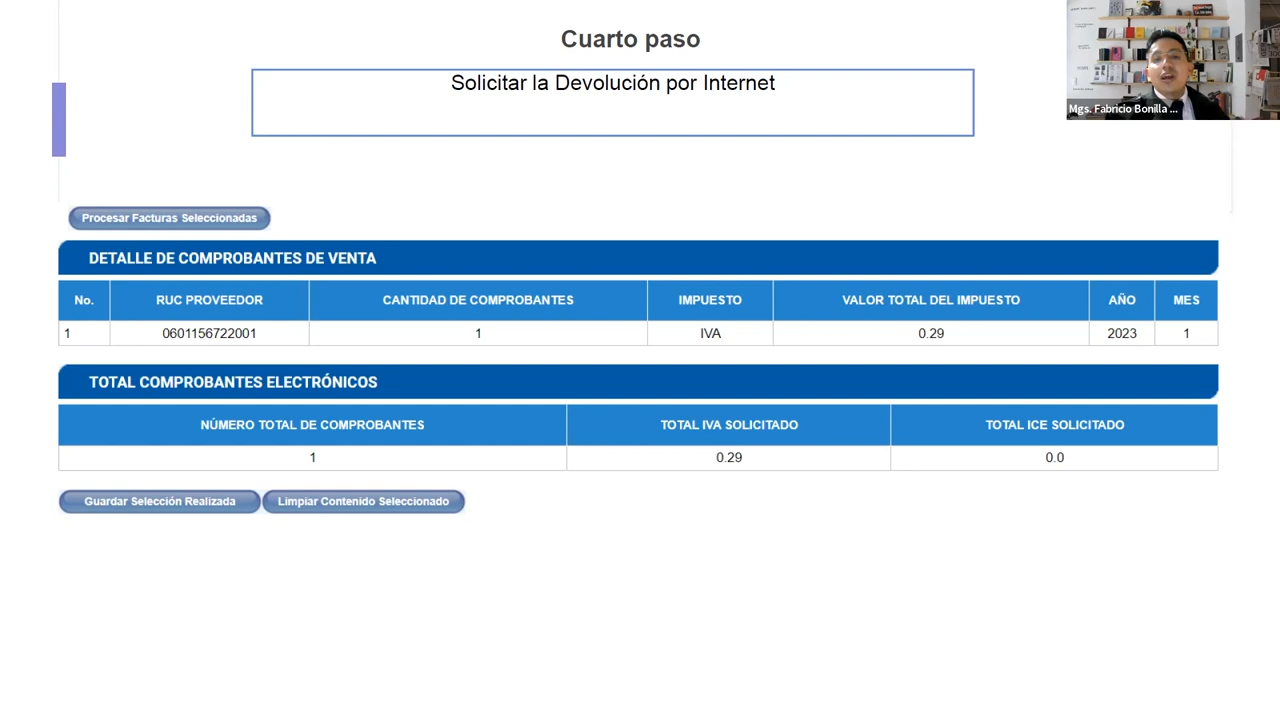 Cuarto paso
Solicitar la Devolución por Internet
Mgs. Fabricio Bonilla ...
Procesar Facturas Seleccionadas
DETALLE DE COMPROBANTES DE VENTA
No. RUC PROVEEDOR CANTIDAD DE COMPROBANTES IMPUESTO VALOR TOTAL DEL IMPUESTO AÑO MES
1 0601156722001 1 IVA 0.29 2023 1
TOTAL COMPROBANTES ELECTRÓNICOS
NÚMERO TOTAL DE COMPROBANTES TOTAL IVA SOLICITADO TOTAL ICE SOLICITADO
1 0.29 0.0
Guardar Selección Realizada Limpiar Contenido Seleccionado